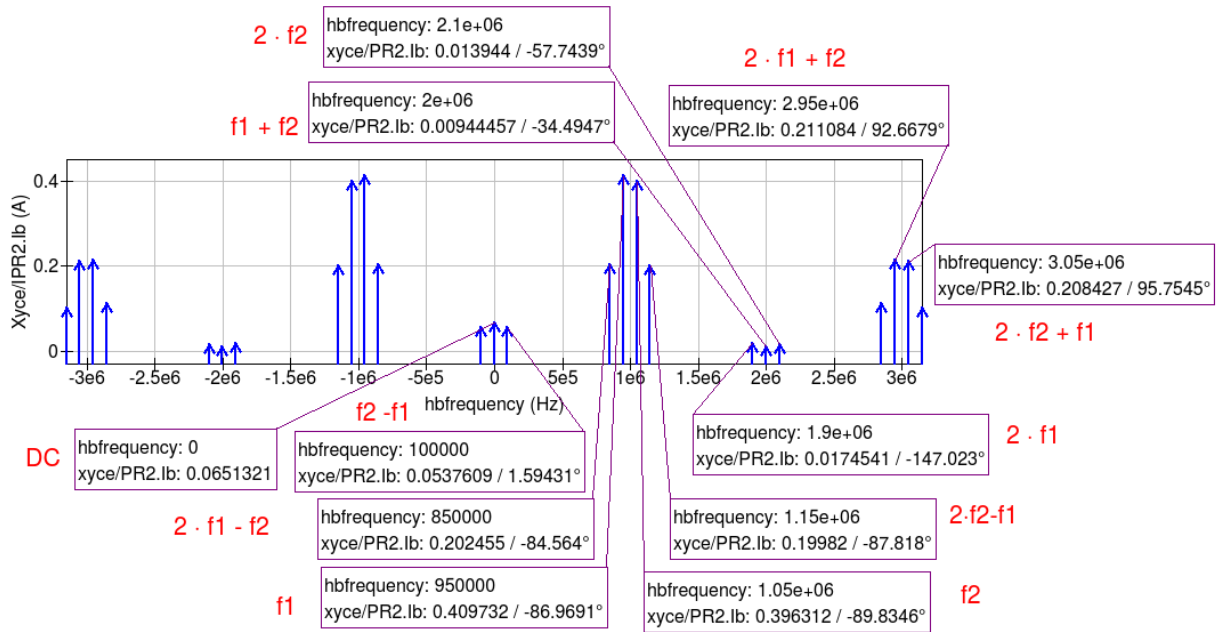 2 · f2
hbfrequency: 2.1e+06
xyce/PR2.Ib: 0.013944 / -57.7439°
2 · f1 + f2
f1 + f2
hbfrequency: 2e+06
xyce/PR2.Ib: 0.00944457 / -34.4947°
hbfrequency: 2.95e+06
xyce/PR2.Ib: 0.211084 / 92.6679°
Xyce/IPR2.Ib (A)
0.4
0.2
0
hbfrequency: 3.05e+06
xyce/PR2.Ib: 0.208427 / 95.7545°
2 · f2 + f1
-3e6 -2.5e6 -2e6 -1.5e6 -1e6 -5e5 0 5e5 1e6 1.5e6 2e6 2.5e6 3e6
hbfrequency (Hz)
f2 -f1
DC
hbfrequency: 0
xyce/PR2.Ib: 0.0651321
hbfrequency: 100000
xyce/PR2.Ib: 0.0537609 / 1.59431°
hbfrequency: 1.9e+06
xyce/PR2.Ib: 0.0174541 / -147.023°
2 · f1
2 · f1 - f2
hbfrequency: 850000
xyce/PR2.Ib: 0.202455 / -84.564°
hbfrequency: 1.15e+06
xyce/PR2.Ib: 0.19982 / -87.818°
2·f2-f1
f1
hbfrequency: 950000
xyce/PR2.Ib: 0.409732 / -86.9691°
hbfrequency: 1.05e+06
xyce/PR2.Ib: 0.396312 / -89.8346°
f2